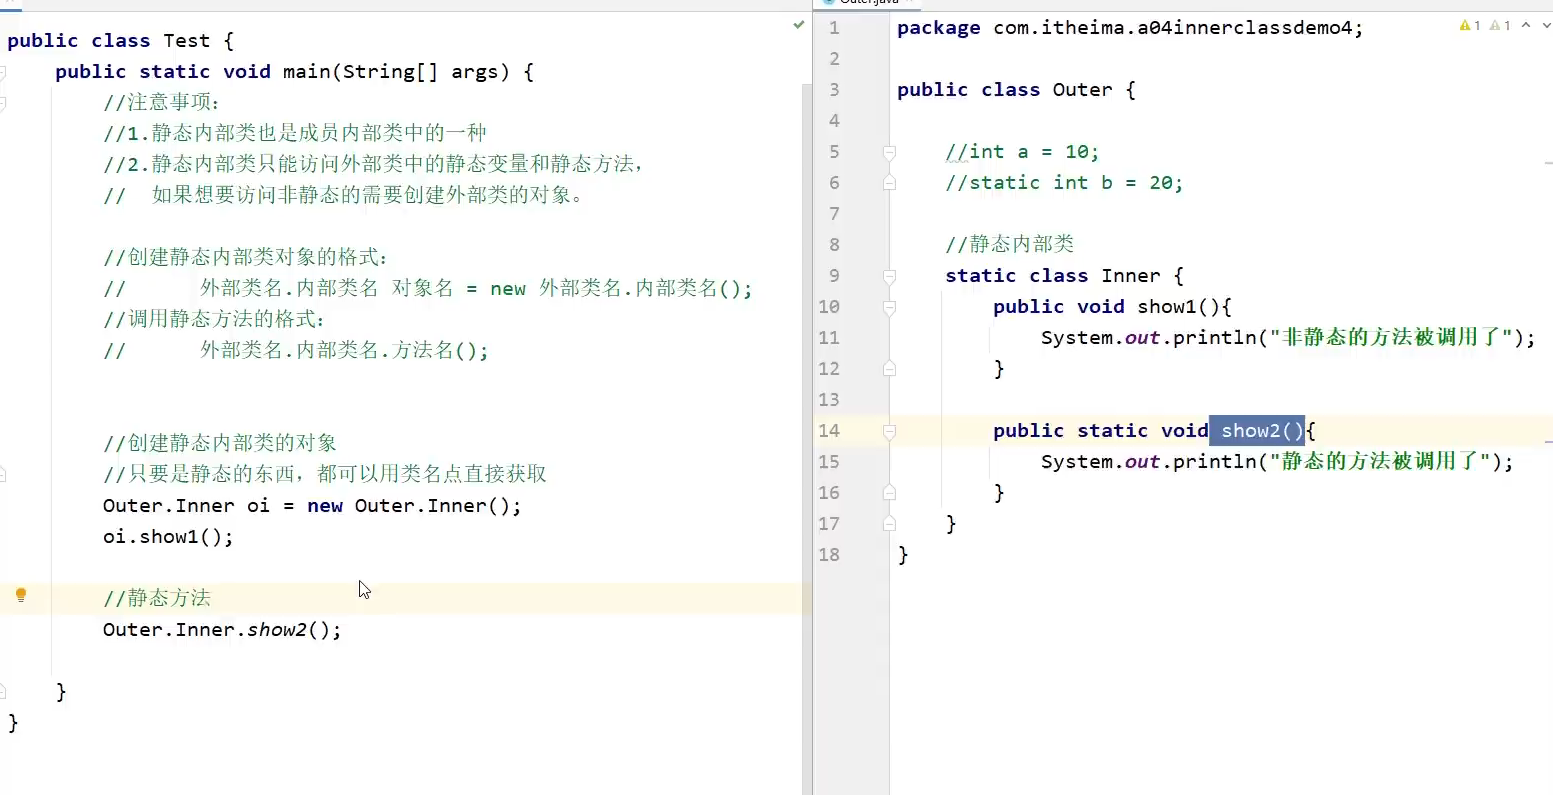 public class Test {
public static void main(String[] args) {
//注意事项：
//1.静态内部类也是成员内部类中的一种
//2.静态内部类只能访问外部类中的静态变量和静态方法，
//  如果想要访问非静态的需要创建外部类的对象。
//创建静态内部类对象的格式：
//      外部类名.内部类名 对象名 = new 外部类名.内部类名();
//调用静态方法的格式：
//      外部类名.内部类名.方法名();
//创建静态内部类的对象
//只要是静态的东西，都可以用类名点直接获取
Outer.Inner oi = new Outer.Inner();
oi.show1();
//静态方法
Outer.Inner.show2();
}
}
Outer.java
1 package com.itheima.a04innerclassdemo4;
1 1
2
3 public class Outer {
4
5 //int a = 10;
6 //static int b = 20;
7
8 //静态内部类
9 static class Inner {
10 public void show1(){
11 System.out.println("非静态的方法被调用了");
12 }
13
14 public static void show2(){
15 System.out.println("静态的方法被调用了");
16 }
17 }
18 }